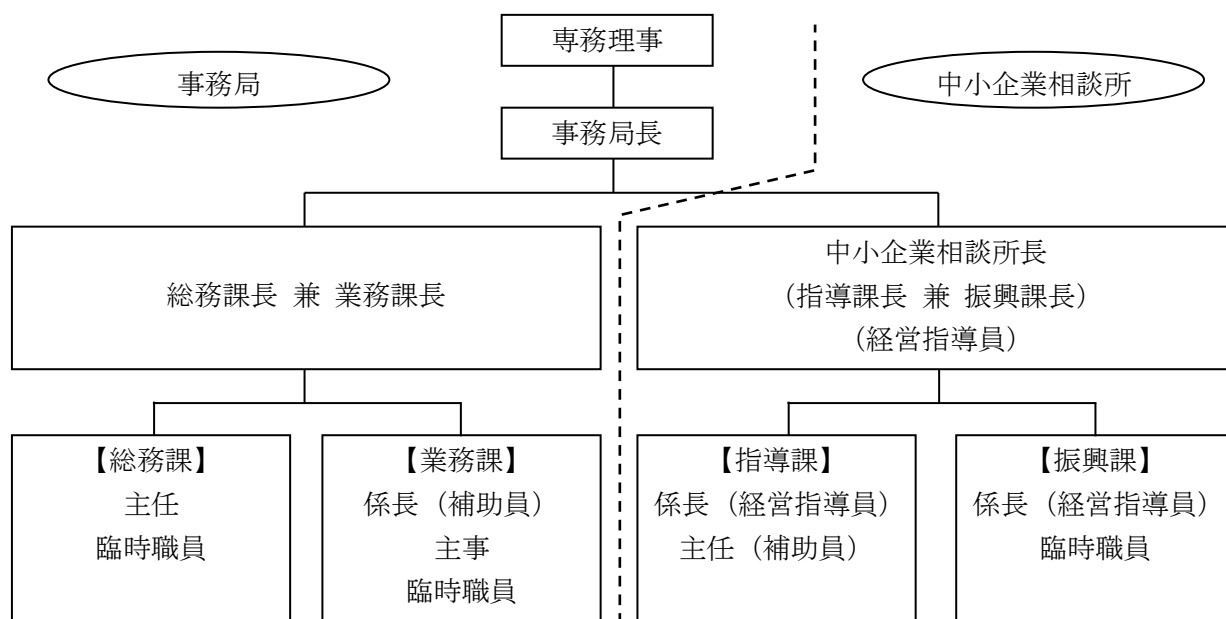 専務理事
事務局
中小企業相談所
事務局長
総務課長 兼 業務課長
中小企業相談所長
(指導課長 兼 振興課長)
(経営指導員)
【総務課】
主任
臨時職員
【業務課】
係長（補助員）
主事
臨時職員
【指導課】
係長（経営指導員）
主任（補助員）
【振興課】
係長（経営指導員）
臨時職員